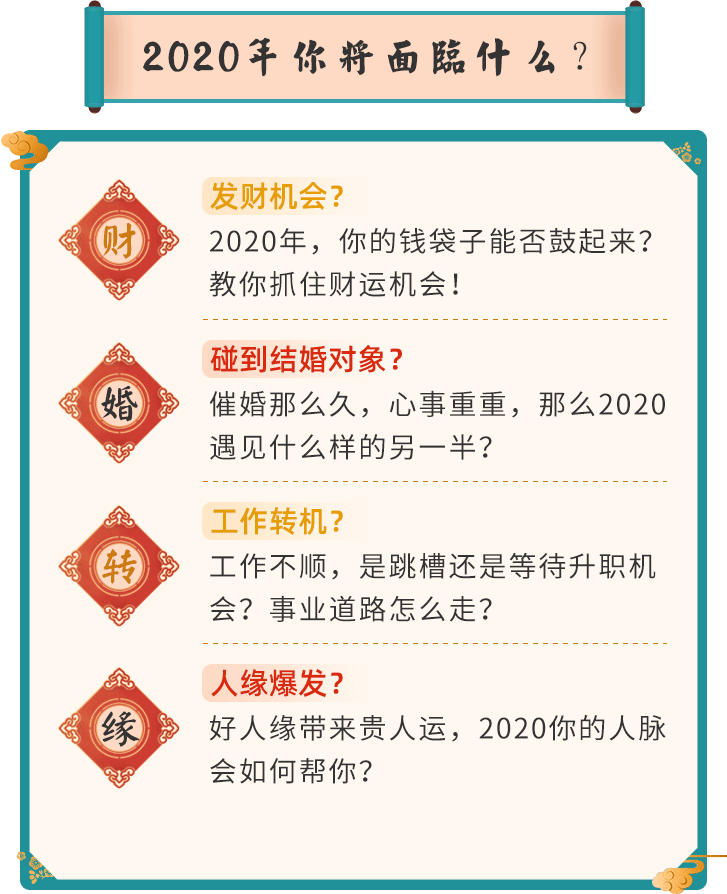 2020年你将面臨什么？
财
发财机会？
2020年，你的钱袋子能否鼓起来？
教你抓住财运机会！
婚
碰到结婚对象？
催婚那么久，心事重重，那么2020
遇见什么样的另一半？
转
工作转机？
工作不顺，是跳槽还是等待升职机
会？事业道路怎么走？
缘
人缘爆发？
好人缘带来贵人运，2020你的人脉
会如何帮你？